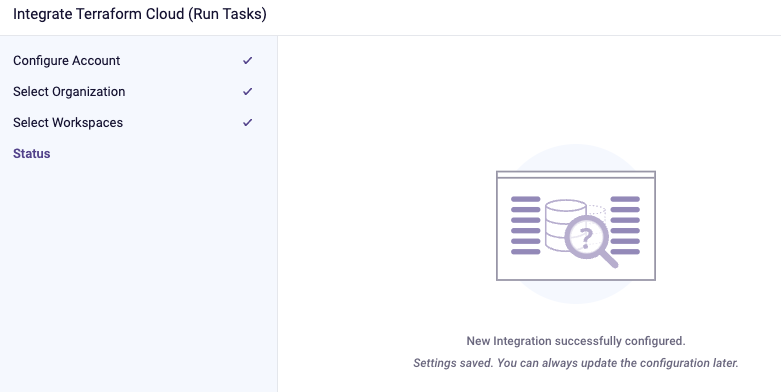 Integrate Terraform Cloud (Run Tasks)
Configure Account
Select Organization
Select Workspaces
Status
?
New Integration successfully configured.
Settings saved. You can always update the configuration later.